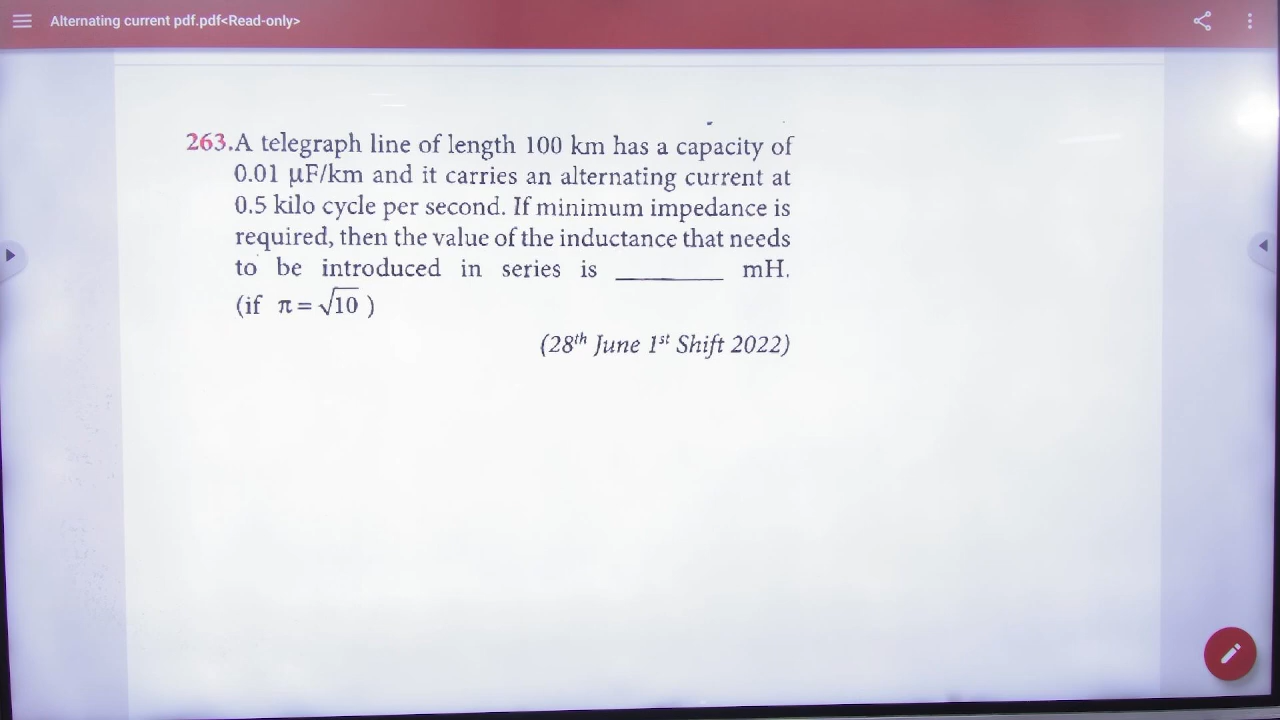 Alternating current pdf.pdf<Read-only>
263.A telegraph line of length 100 km has a capacity of
0.01 μF/km and it carries an alternating current at
0.5 kilo cycle per second. If minimum impedance is
required, then the value of the inductance that needs
to be introduced in series is ________ mH.
(if π = √10 )
(28th June 1st Shift 2022)